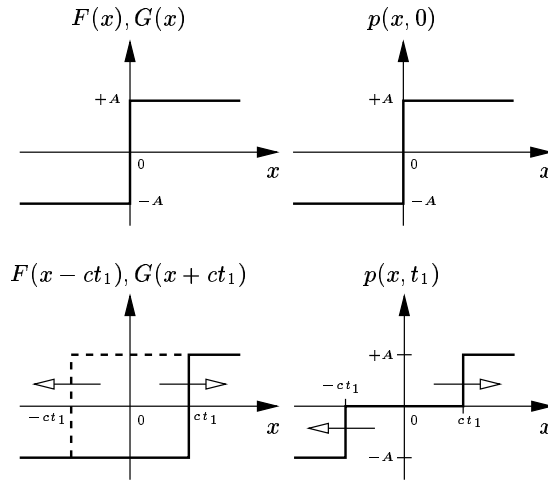 F(x), G(x)
+A
0
x
−A
p(x, 0)
+A
0
x
−A
F(x − ct₁), G(x + ct₁)
−ct₁
0
ct₁
x
p(x, t₁)
+A
−ct₁
0
ct₁
x
−A